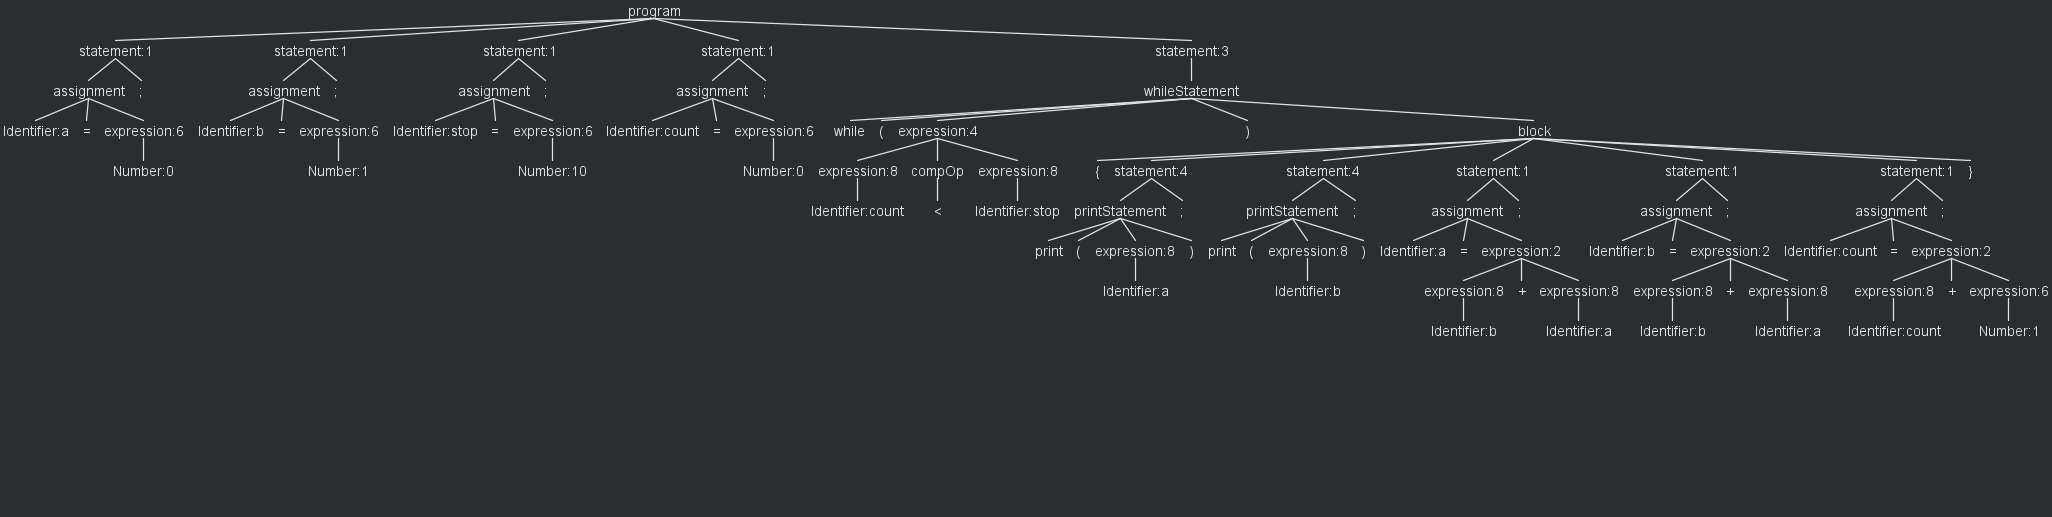 program
statement:1 statement:1 statement:1 statement:1 statement:3
assignment ; assignment ; assignment ; assignment ; whileStatement
Identifier:a = expression:6 Identifier:b = expression:6 Identifier:stop = expression:6 Identifier:count = expression:6 while ( expression:4 ) block
Number:0 Number:1 Number:10 Number:0 expression:8 compOp expression:8 { statement:4 statement:4 statement:1 statement:1 statement:1 }
Identifier:count < Identifier:stop printStatement ; printStatement ; assignment ; assignment ; assignment ;
print ( expression:8 ) print ( expression:8 ) Identifier:a = expression:2 Identifier:b = expression:2 Identifier:count = expression:2
Identifier:a Identifier:b expression:8 + expression:8 expression:8 + expression:8 expression:8 + expression:6
Identifier:b Identifier:a Identifier:b Identifier:a Identifier:count Number:1